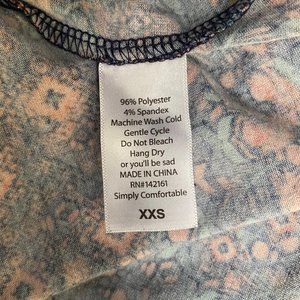 96% Polyester
4% Spandex
Machine Wash Cold
Gentle Cycle
Do Not Bleach
Hang Dry
or you'll be sad
MADE IN CHINA
RN#142161
Simply Comfortable
XXS